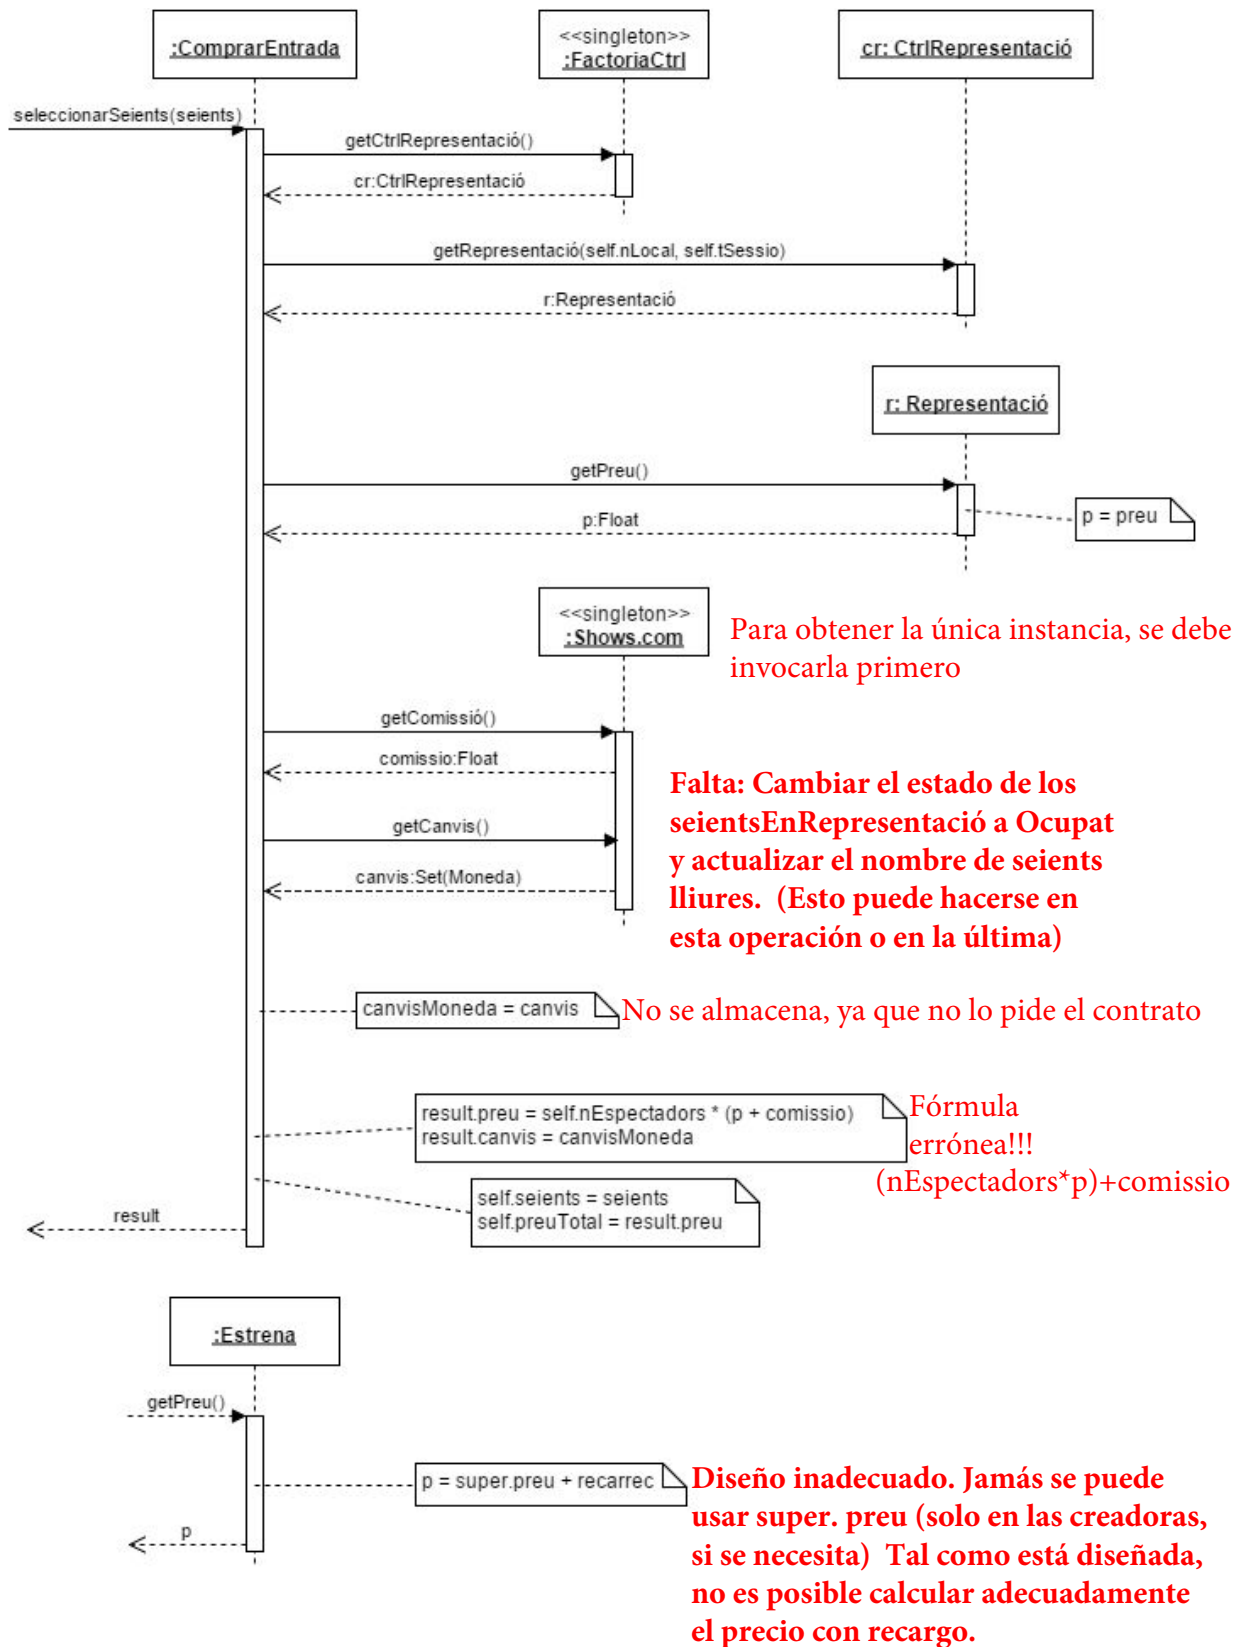 :ComprarEntrada
<<singleton>>
:FactoriaCtrl
cr: CtrlRepresentació
seleccionarSeients(seients)
getCtrlRepresentació()
cr:CtrlRepresentació
getRepresentació(self.nLocal, self.tSessio)
r:Representació
r: Representació
getPreu()
p = preu
p:Float
<<singleton>>
:Shows.com
Para obtener la única instancia, se debe
invocarla primero
getComissió()
comissio:Float
getCanvis()
canvis:Set(Moneda)
Falta: Cambiar el estado de los
seientsEnRepresentació a Ocupat
y actualizar el nombre de seients
lliures.  (Esto puede hacerse en
esta operación o en la última)
canvisMoneda = canvis
No se almacena, ya que no lo pide el contrato
result.preu = self.nEspectadors * (p + comissio)
result.canvis = canvisMoneda
Fórmula
errónea!!!
(nEspectadors*p)+comissio
self.seients = seients
self.preuTotal = result.preu
result
:Estrena
getPreu()
p = super.preu + recarrec
p
Diseño inadecuado. Jamás se puede
usar super. preu (solo en las creadoras,
si se necesita)  Tal como está diseñada,
no es posible calcular adecuadamente
el precio con recargo.